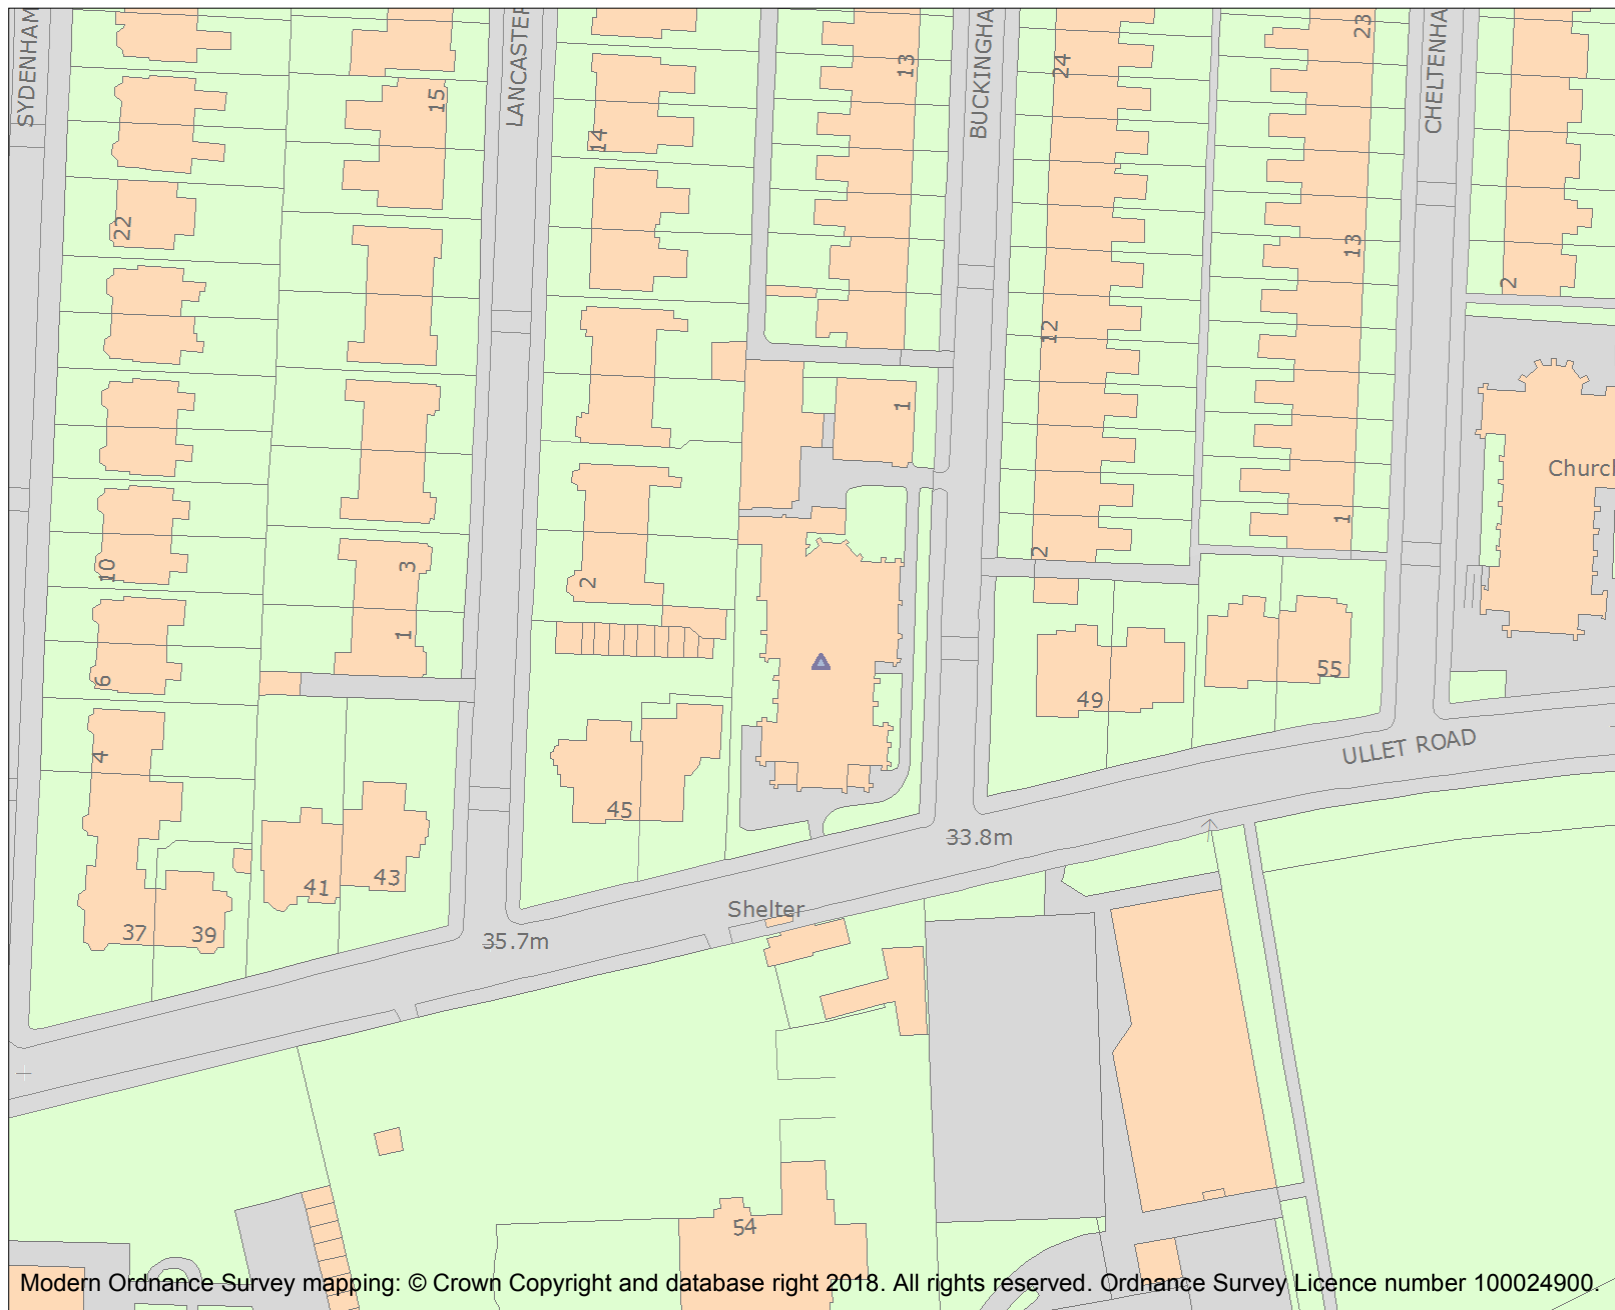 SYDENHAM
LANCASTER
BUCKINGHA
CHELTENHA
15
14
13
24
23
22
13
12
2
1
Church
1
10
3
2
2
6
1
49
55
4
45
ULLET ROAD
33.8m
41
43
37
39
Shelter
35.7m
54
Modern Ordnance Survey mapping: © Crown Copyright and database right 2018. All rights reserved. Ordnance Survey Licence number 100024900.